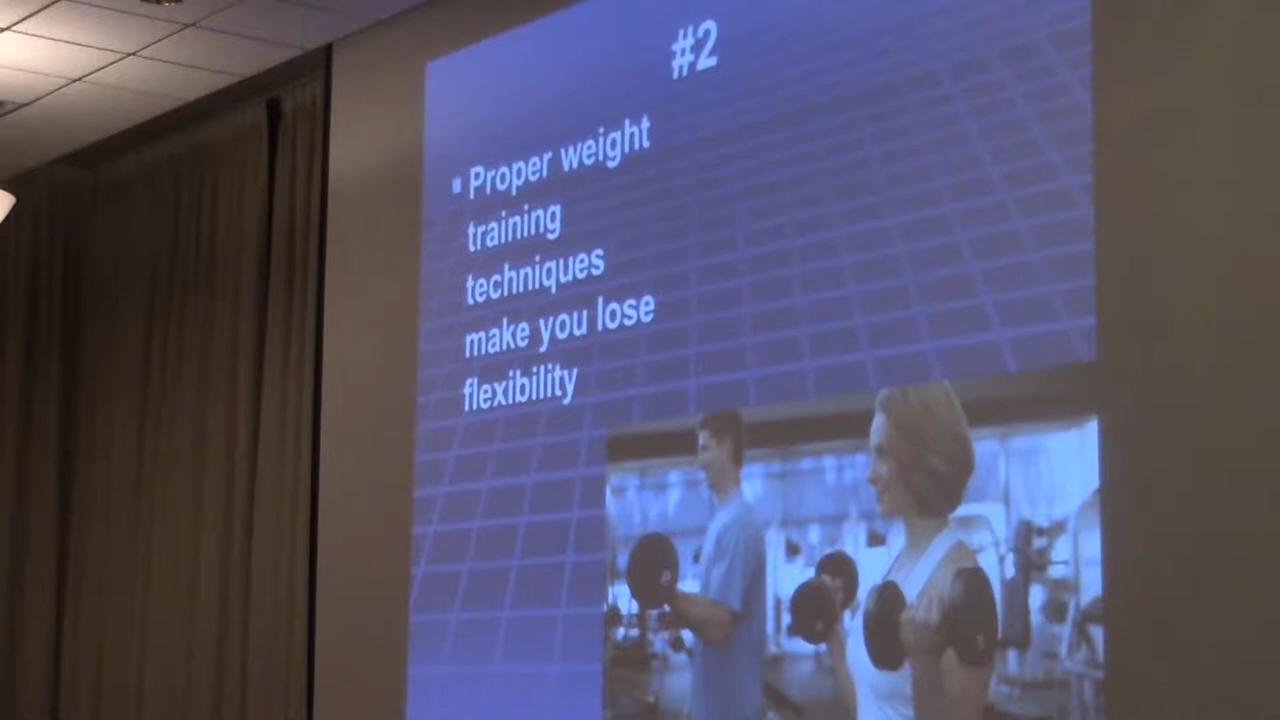 #2
▪ Proper weight
training
techniques
make you lose
flexibility